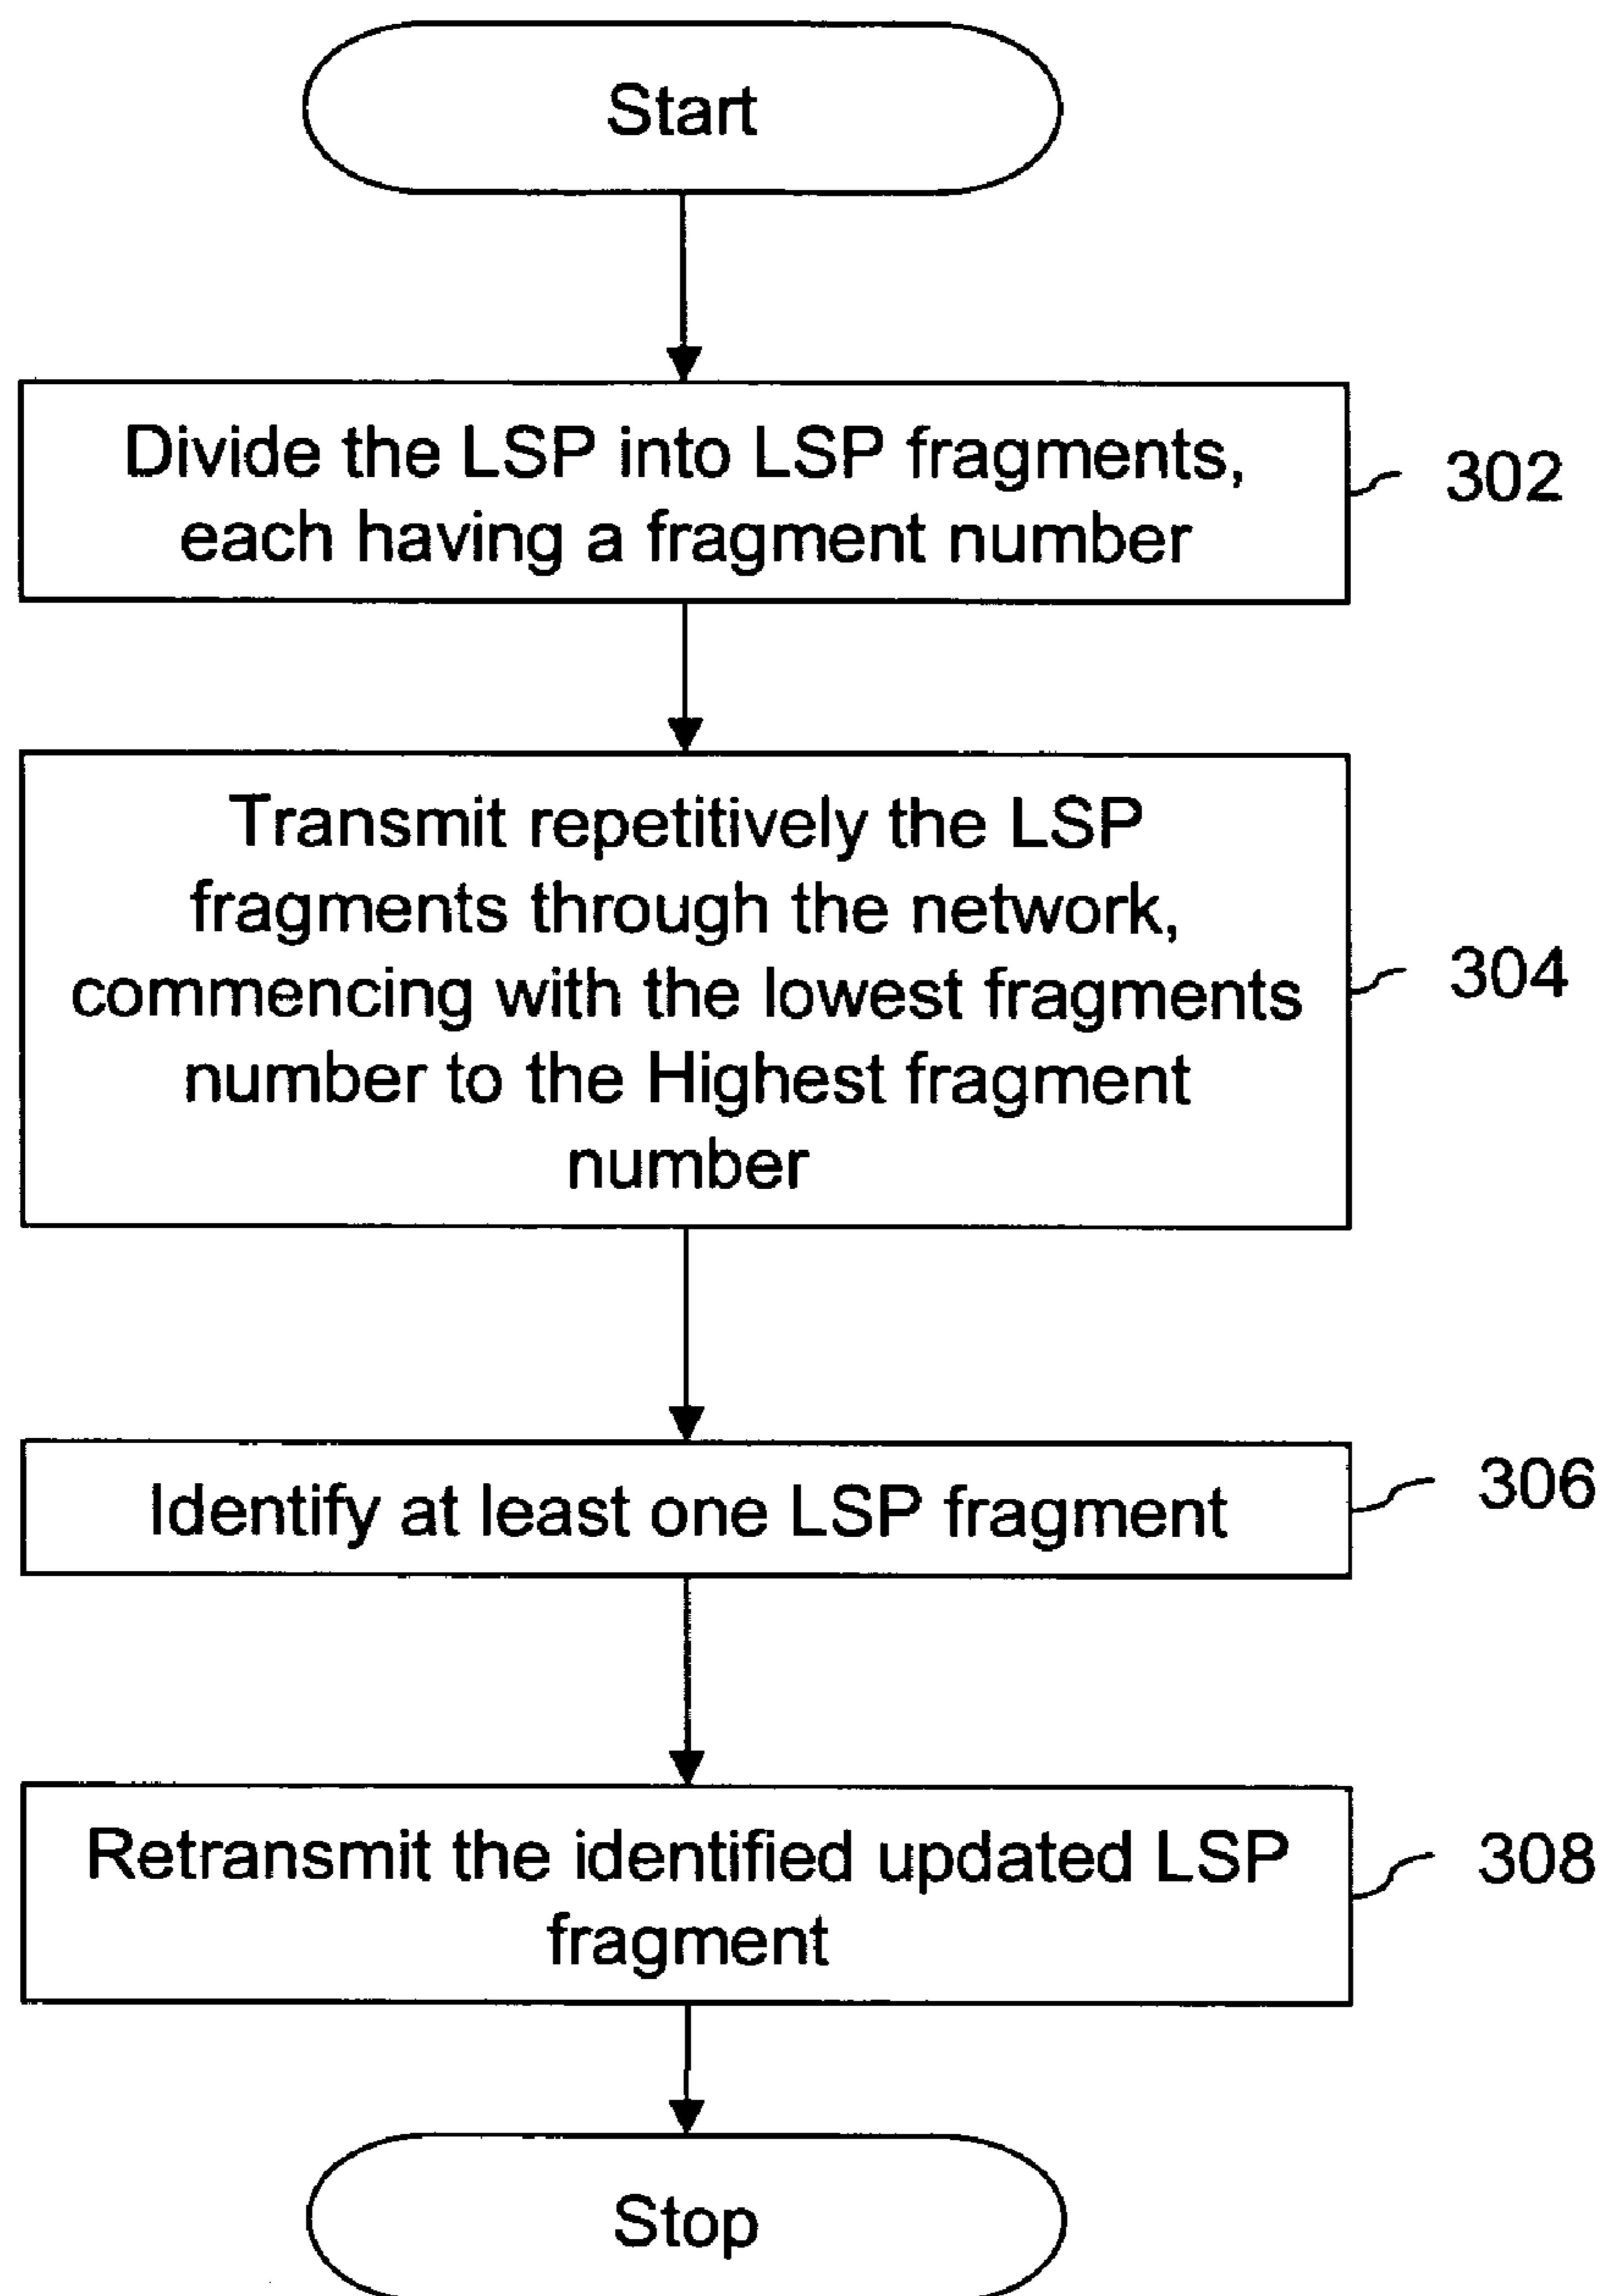 Start
Divide the LSP into LSP fragments,
each having a fragment number
302
Transmit repetitively the LSP
fragments through the network,
commencing with the lowest fragments
number to the Highest fragment
number
304
Identify at least one LSP fragment
306
Retransmit the identified updated LSP
fragment
308
Stop